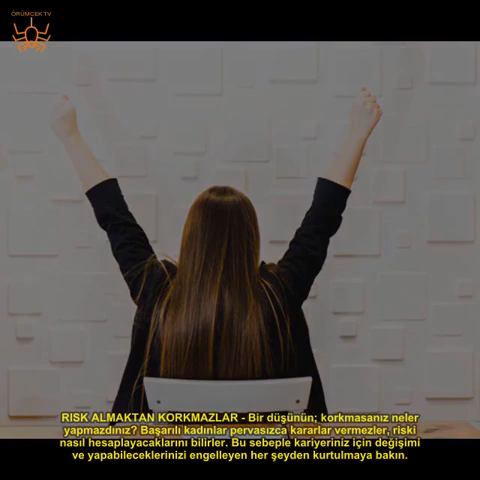 ÖRÜMCEK TV
RISK ALMAKTAN KORKMAZLAR - Bir düşünün; korkmasanız neler
yapmazdınız? Başarılı kadınlar pervasızca kararlar vermezler, riski
nasıl hesaplayacaklarını bilirler. Bu sebeple kariyeriniz için değişimi
ve yapabileceklerinizi engelleyen her şeyden kurtulmaya bakın.